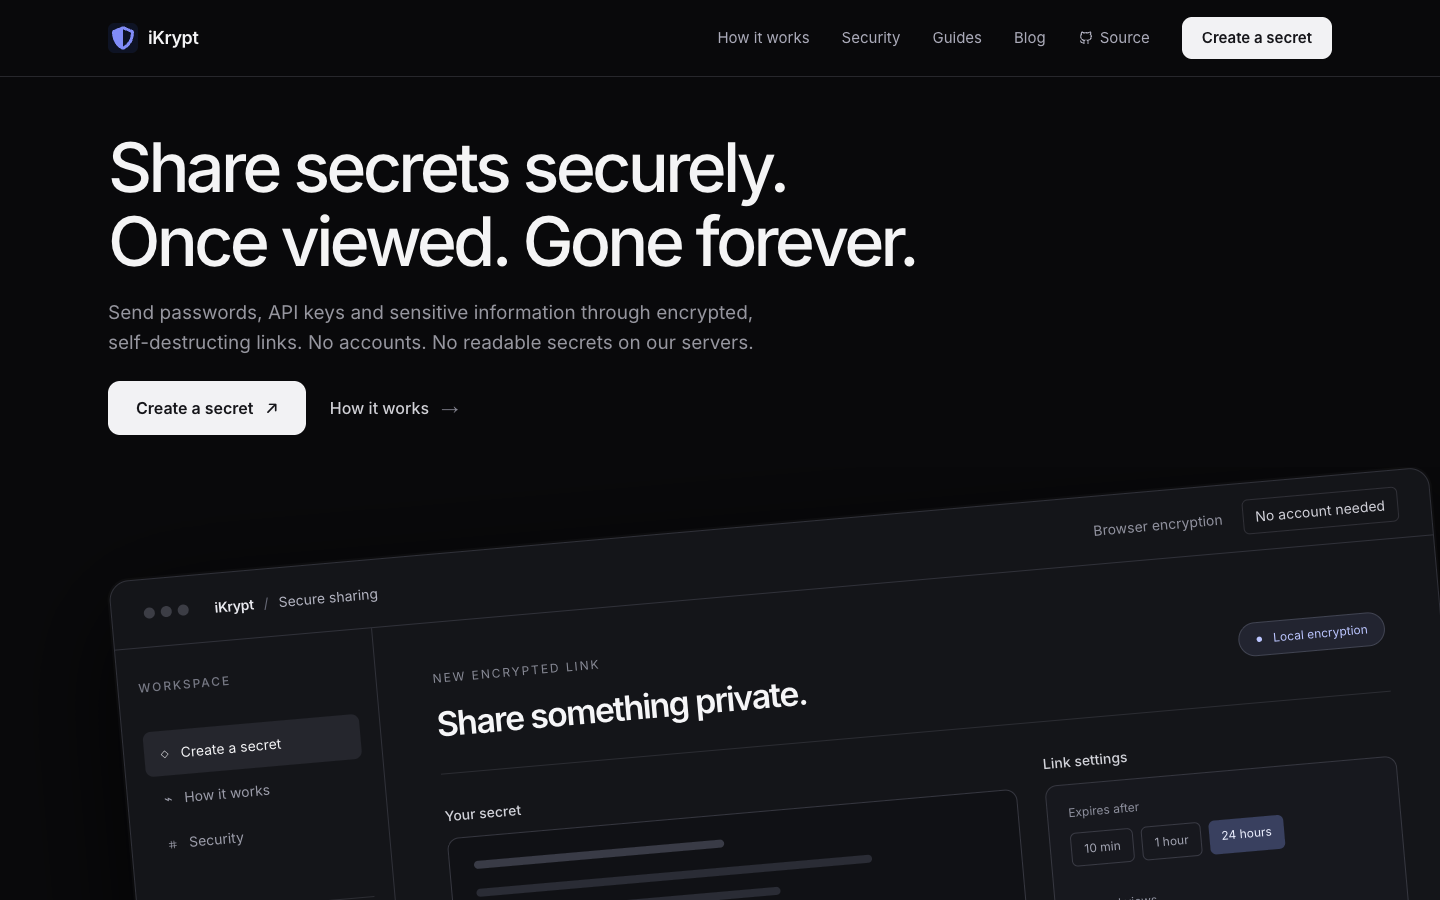 iKrypt
How it works
Security
Guides
Blog
Source
Create a secret
Share secrets securely.
Once viewed. Gone forever.
Send passwords, API keys and sensitive information through encrypted,
self-destructing links. No accounts. No readable secrets on our servers.
Create a secret
How it works
iKrypt / Secure sharing
Browser encryption
No account needed
WORKSPACE
Create a secret
How it works
Security
NEW ENCRYPTED LINK
Share something private.
Local encryption
Your secret
Link settings
Expires after
10 min
1 hour
24 hours